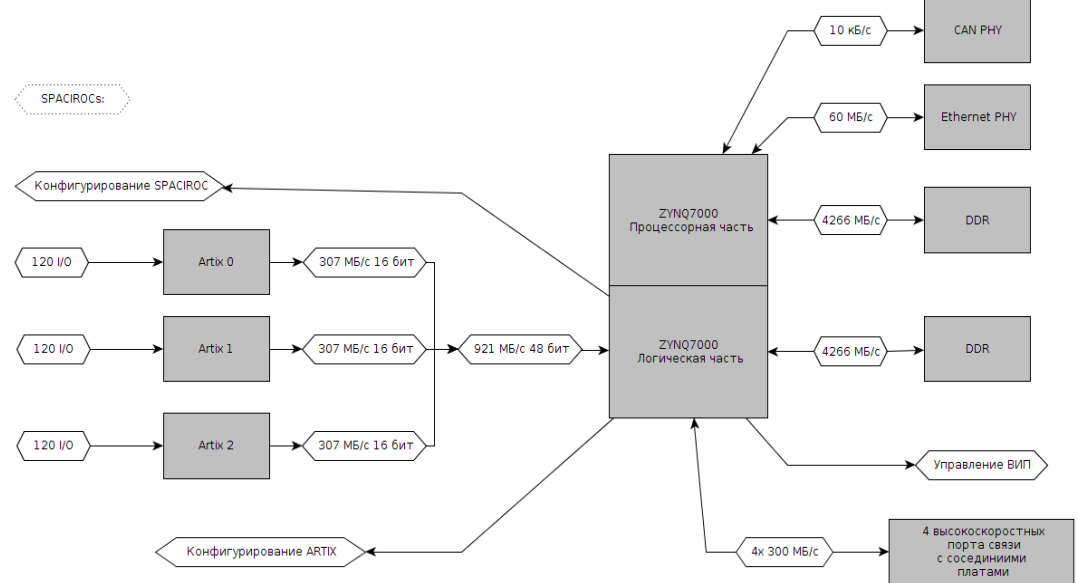 10 кБ/с
CAN PHY
SPACIROCs:
60 МБ/с
Ethernet PHY
Конфигурирование SPACIROC
ZYNQ7000
Процессорная часть
4266 МБ/с
DDR
120 I/O
Artix 0
307 МБ/с 16 бит
120 I/O
Artix 1
307 МБ/с 16 бит
921 МБ/с 48 бит
ZYNQ7000
Логическая часть
4266 МБ/с
DDR
120 I/O
Artix 2
307 МБ/с 16 бит
Управление ВИП
Конфигурирование ARTIX
4x 300 МБ/с
4 высокоскоростных
порта связи
с сосединиими
платами